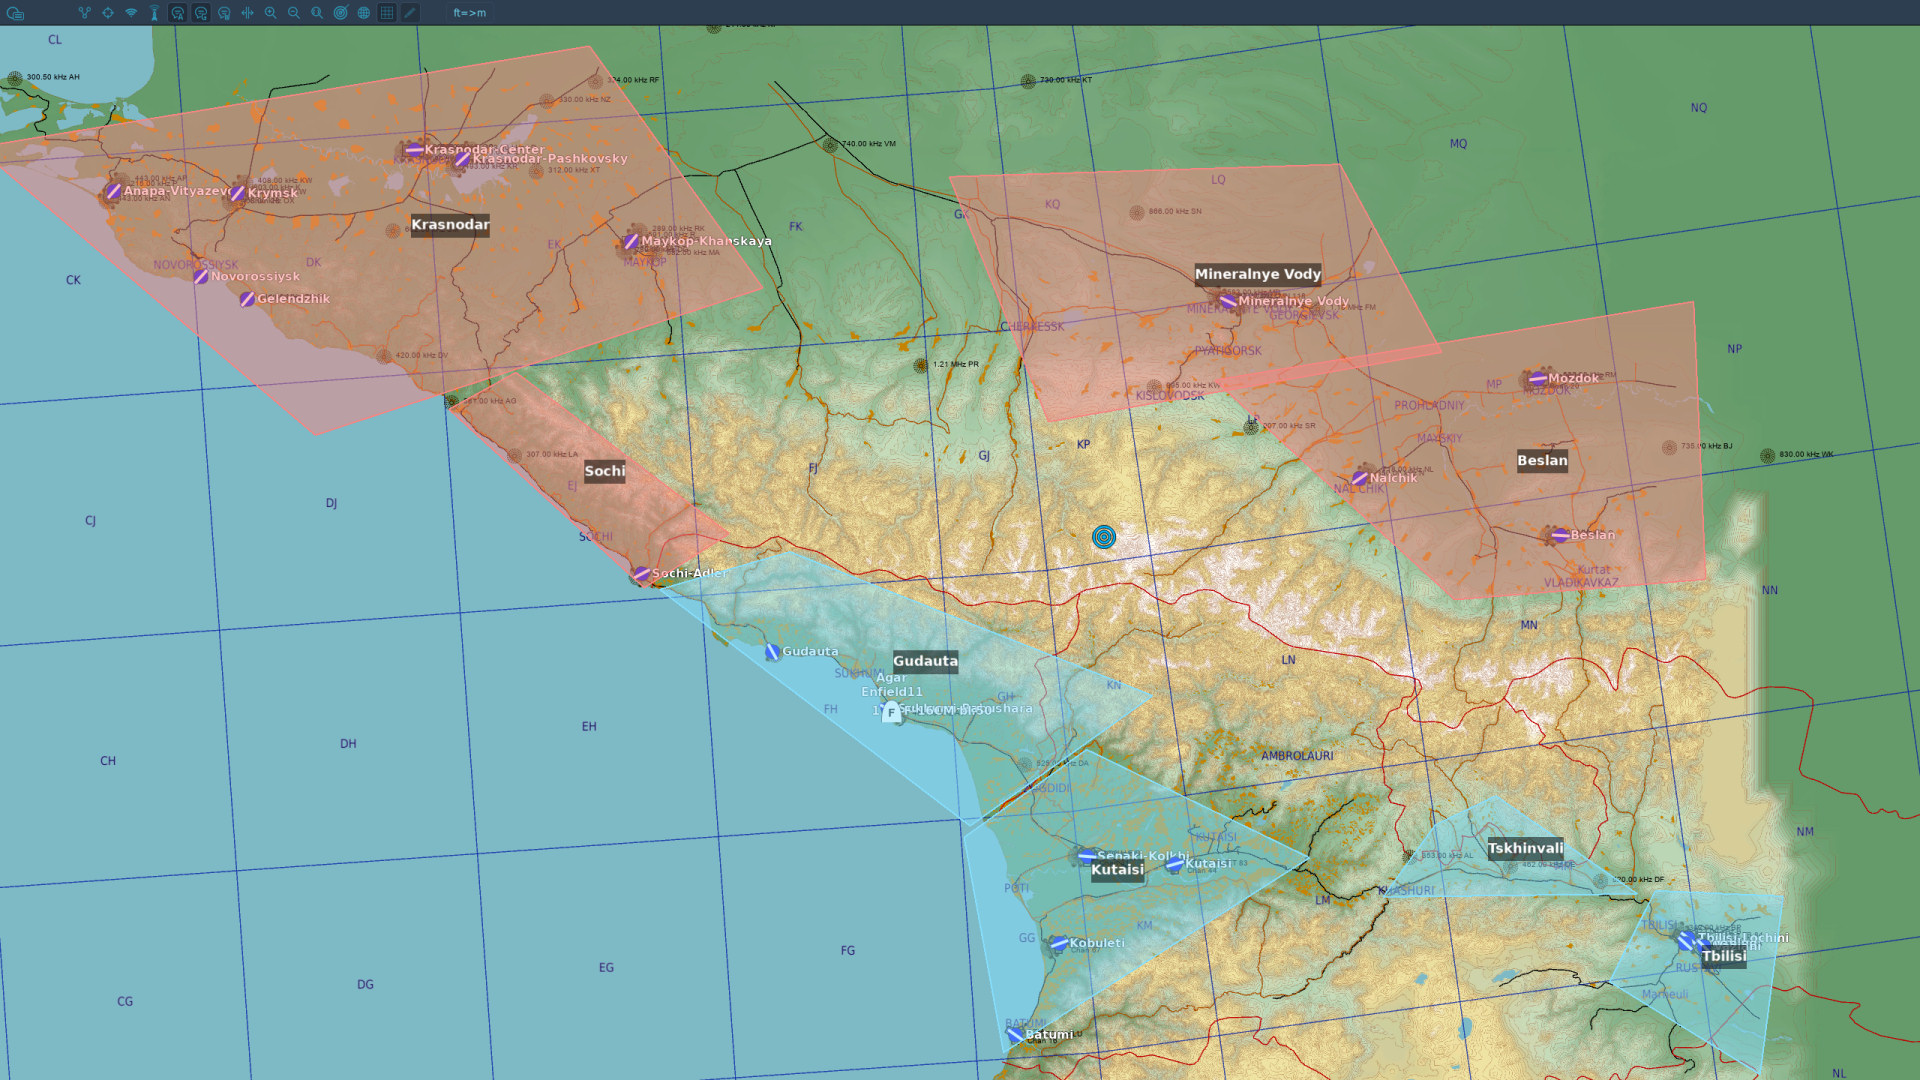 ft=>m
CL
300.50 kHz AH
324.00 kHz RF
330.00 kHz NZ
730.00 kHz KT
NQ
MQ
740.00 kHz VM
Krasnodar-Center
Krasnodar-Pashkovsky
312.00 kHz XT
443.00 kHz AP
443.00 kHz AN
Anapa-Vityazevo
408.00 kHz KW
Krymsk
Krasnodar
LQ
KQ
GK
866.00 kHz SN
FK
EK
289.00 kHz RK
Maykop-Khanskaya
682.00 kHz MA
MAYKOP
NOVOROSSIYSK
DK
CK
Novorossiysk
Gelendzhik
Mineralnye Vody
Mineralnye Vody
GEORGIEVSK
CHERKESSK
PYATIGORSK
NP
420.00 kHz DV
1.21 MHz PR
KISLOVODSK
MP
Mozdok
MOZDOK
PROHLADNIY
207.00 kHz SR
307.00 kHz LA
Sochi
EJ
FJ
GJ
KP
MAYSKIY
830.00 kHz WK
Beslan
Nalchik
NALCHIK
DJ
CJ
SOCHI
Beslan
Sochi-Adler
Kurtat
VLADIKAVKAZ
NN
MN
LN
Gudauta
Gudauta
SUKHUMI
Agar
Enfield11
FH
GH
KN
F
EH
DH
CH
AMBROLAURI
KUTAISI
NM
Senaki-Kolkhi
Kutaisi
Kutaisi
Tskhinvali
POTI
KHASHURI
LM
KM
GG
Kobuleti
FG
EG
DG
CG
TBILISI
Tbilisi-Lochini
Tbilisi
Marneuli
BATUMI
Batumi
NL